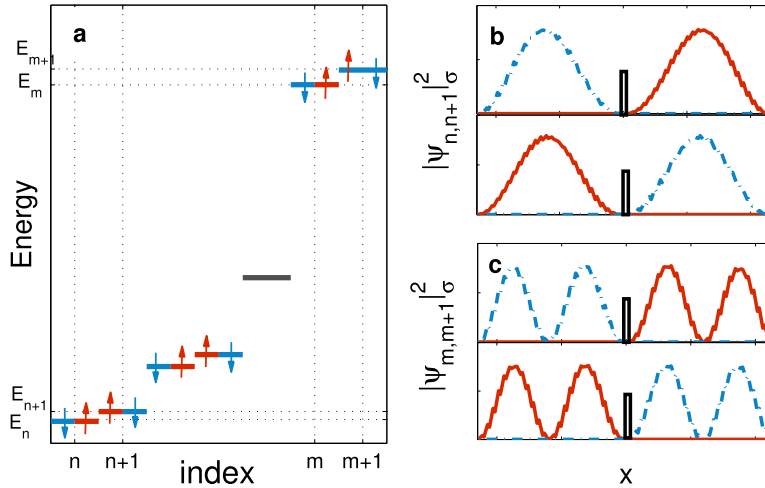 a
E_{m+1}
E_m
Energy
E_{n+1}
E_n
n
n+1
m
m+1
index
b
|ψ_{n,n+1}|²_σ
c
|ψ_{m,m+1}|²_σ
x